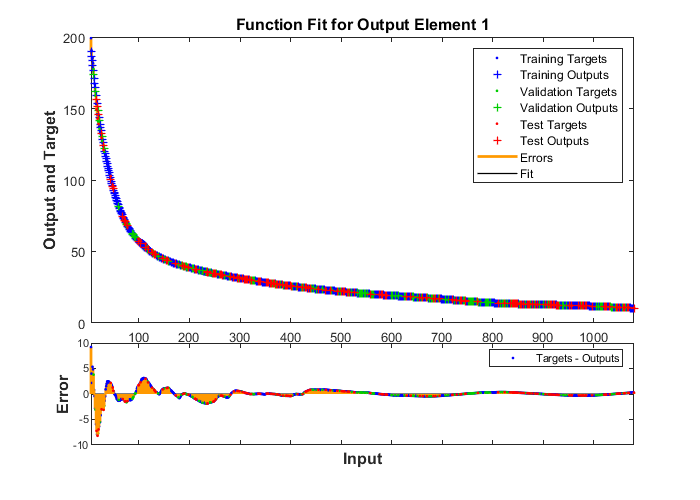 Function Fit for Output Element 1
Output and Target
200
150
100
50
0
Training Targets
Training Outputs
Validation Targets
Validation Outputs
Test Targets
Test Outputs
Errors
Fit
100 200 300 400 500 600 700 800 900 1000
Error
10
5
0
-5
-10
Targets - Outputs
Input